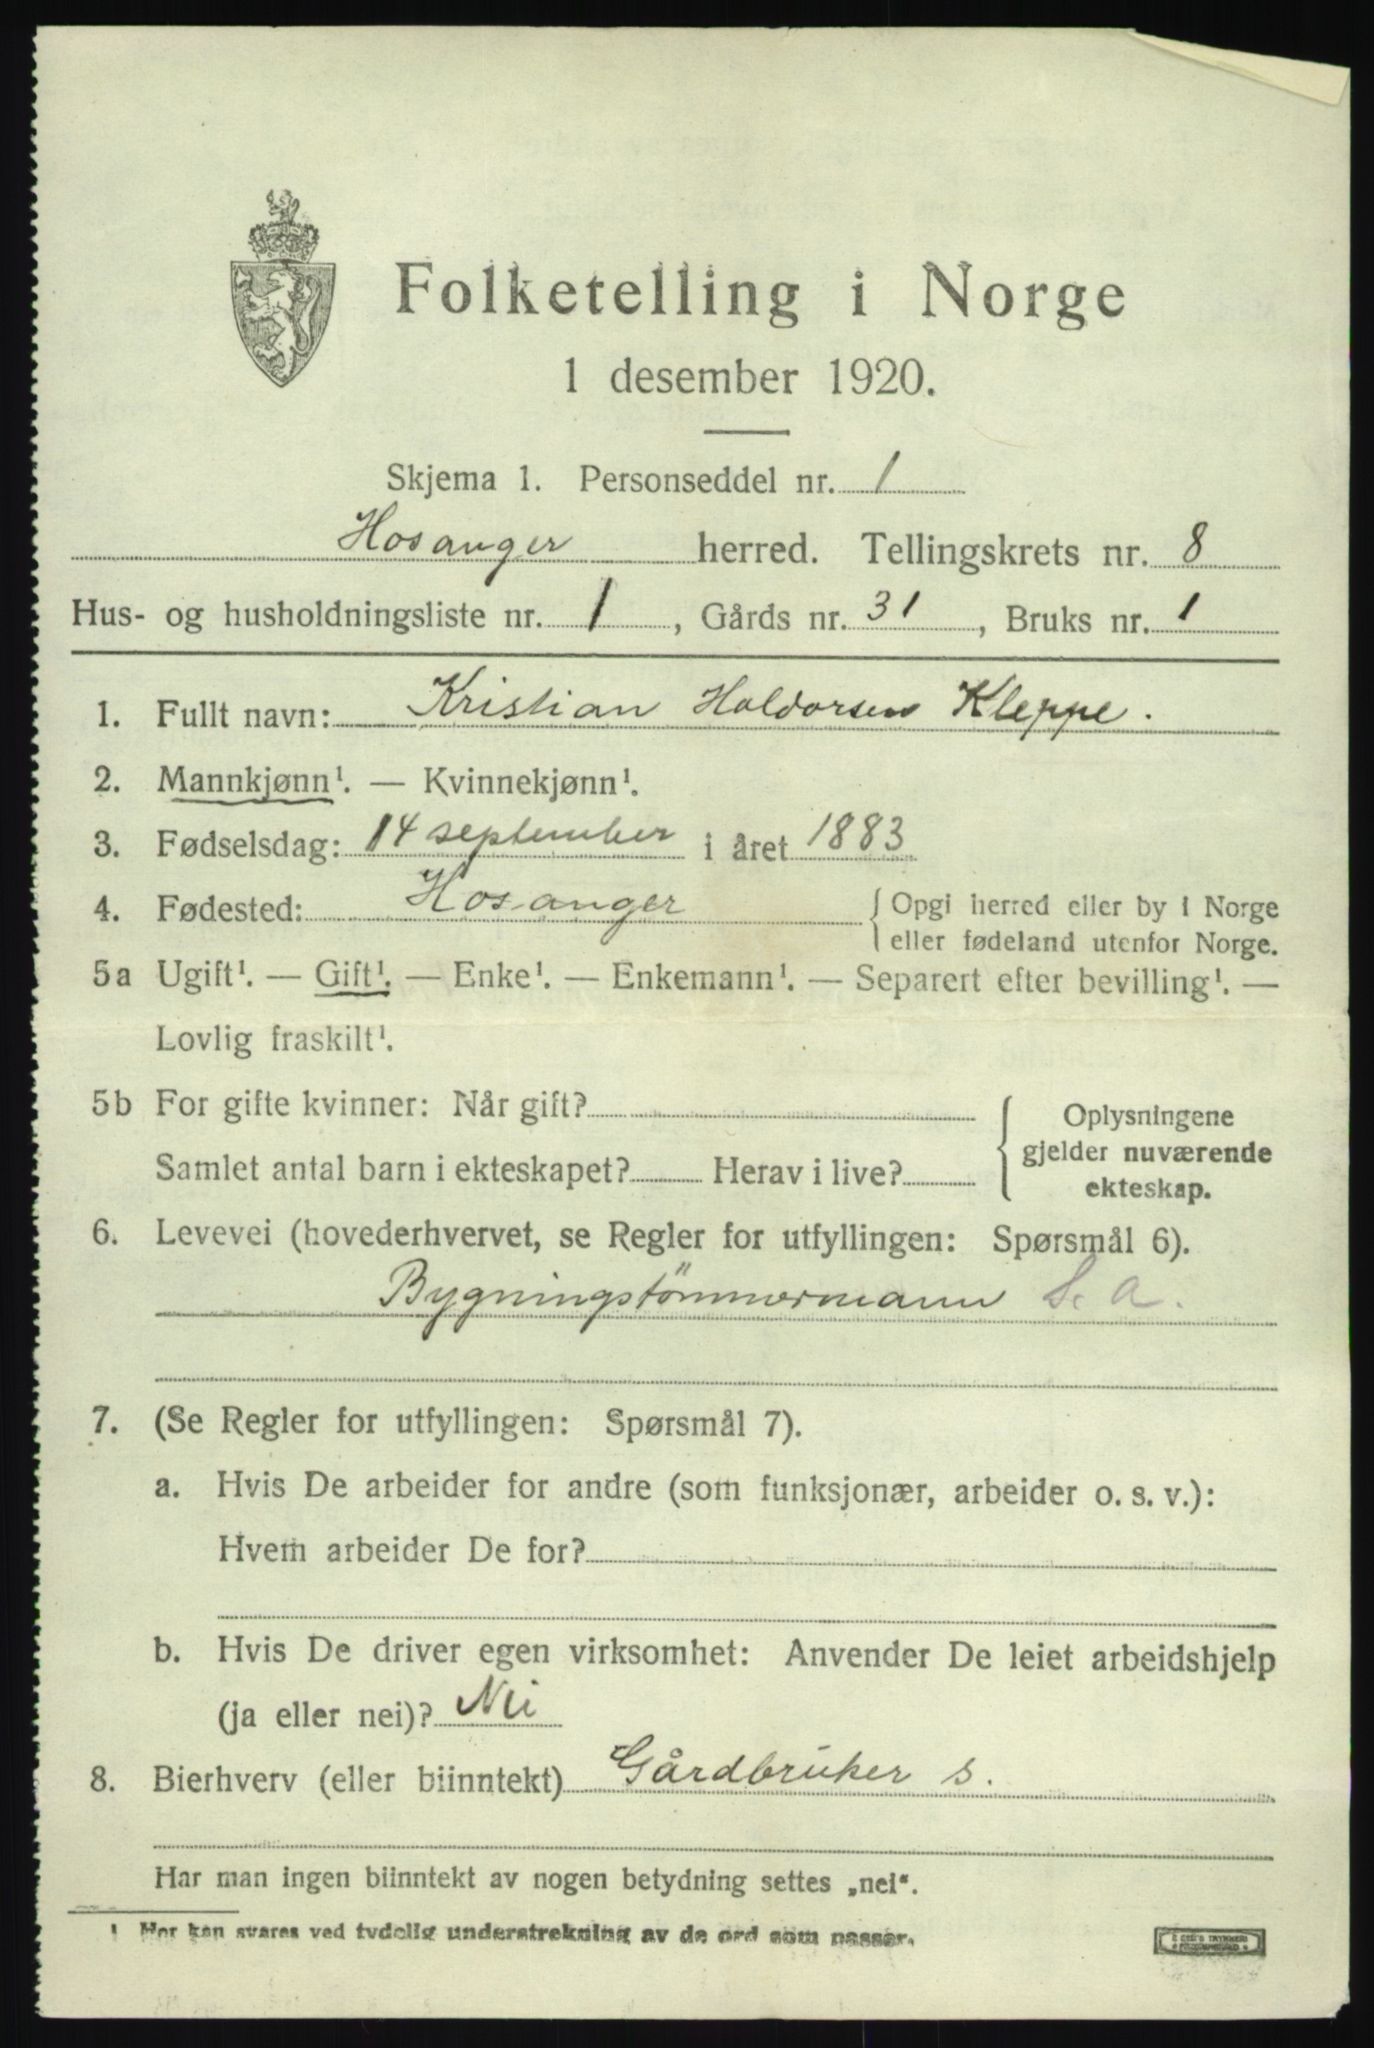 Folketelling i Norge
1 desember 1920.
Skjema 1. Personseddel nr. 1
Hosanger herred. Tellingskrets nr. 8
Hus- og husholdningsliste nr. 1, Gårds nr. 31, Bruks nr. 1
1. Fullt navn: Kristian Haldorsen Kleppe.
2. Mannkjønn¹. — Kvinnekjønn¹.
3. Fødselsdag: 14 september i året 1883
4. Fødested: Hosanger { Opgi herred eller by i Norge
eller fødeland utenfor Norge.
5a Ugift¹. — Gift¹. — Enke¹. — Enkemann¹. — Separert efter bevilling¹. —
Lovlig fraskilt¹.
5b For gifte kvinner: Når gift?
Samlet antal barn i ekteskapet? Herav i live?
Oplysningene
gjelder nuværende
ekteskap.
6. Levevei (hovederhvervet, se Regler for utfyllingen: Spørsmål 6).
Bygningstömmermann S. a.
7. (Se Regler for utfyllingen: Spørsmål 7).
a. Hvis De arbeider for andre (som funksjonær, arbeider o. s. v.):
Hvem arbeider De for?
b. Hvis De driver egen virksomhet: Anvender De leiet arbeidshjelp
(ja eller nei)? Nei
8. Bierhverv (eller biinntekt) Gårdbruker s.
Har man ingen biinntekt av nogen betydning settes „nei“.
¹ Her kan svares ved tydelig understrekning av de ord som passer.